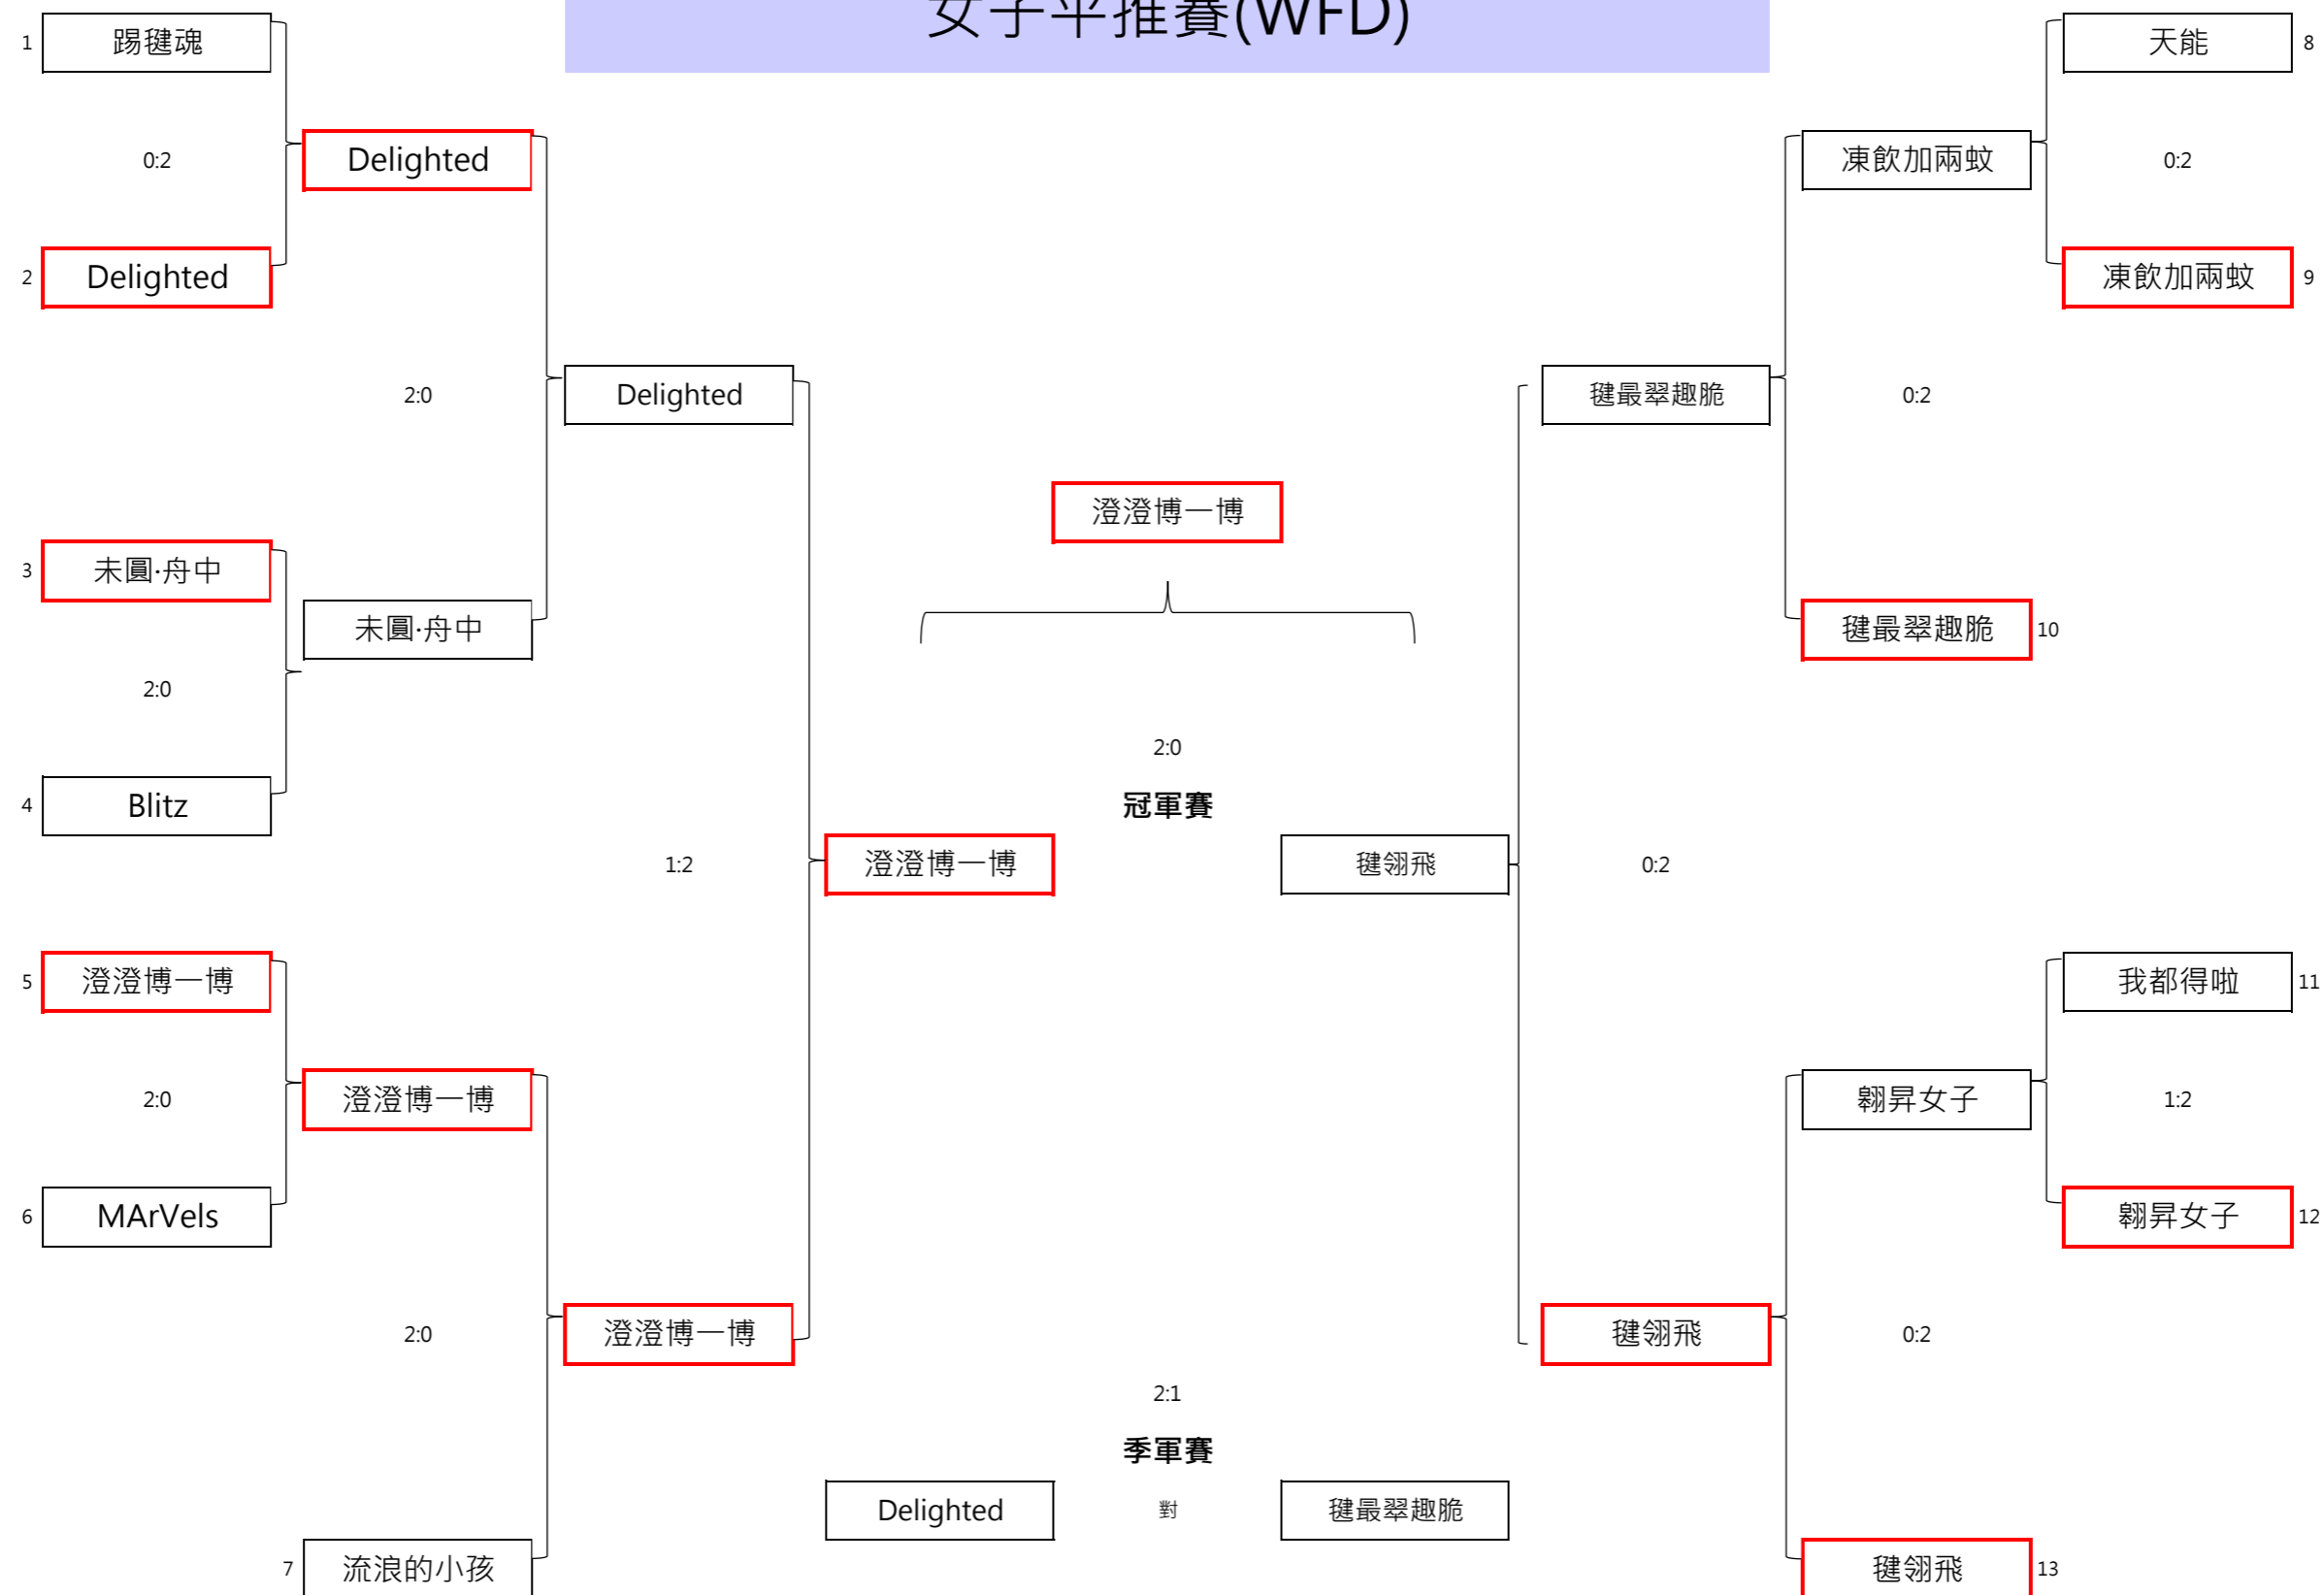 女子平推賽(WFD)
1 踢毽魂 天能 8
0:2 Delighted 凍飲加兩蚊 0:2
2 Delighted 凍飲加兩蚊 9
2:0 Delighted 毽最翠趣脆 0:2
澄澄博一博
3 未圓·舟中
未圓·舟中 毽最翠趣脆 10
2:0
2:0
4 Blitz 冠軍賽
1:2 澄澄博一博 毽翎飛 0:2
5 澄澄博一博 我都得啦 11
2:0 澄澄博一博 翱昇女子 1:2
6 MArVels 翱昇女子 12
2:0 澄澄博一博 毽翎飛 0:2
2:1
季軍賽
Delighted 對 毽最翠趣脆
7 流浪的小孩 毽翎飛 13